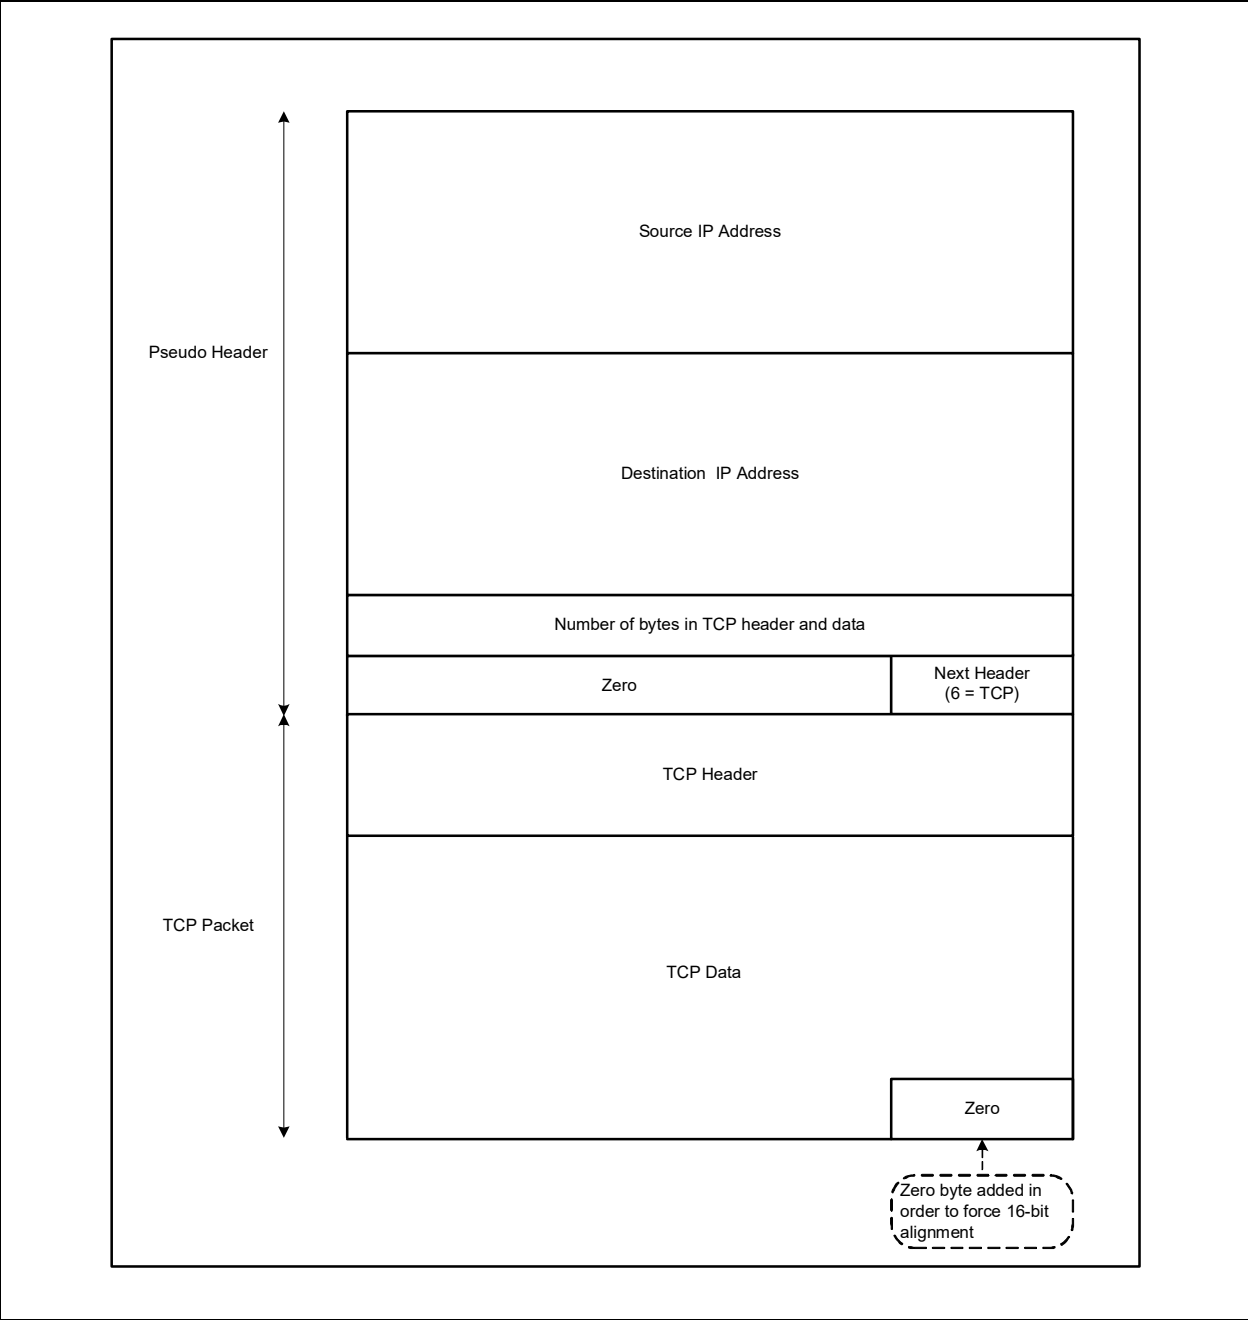 Source IP Address
Pseudo Header
Destination  IP Address
Number of bytes in TCP header and data
Zero
Next Header
(6 = TCP)
TCP Header
TCP Packet
TCP Data
Zero
Zero byte added in
order to force 16-bit
alignment